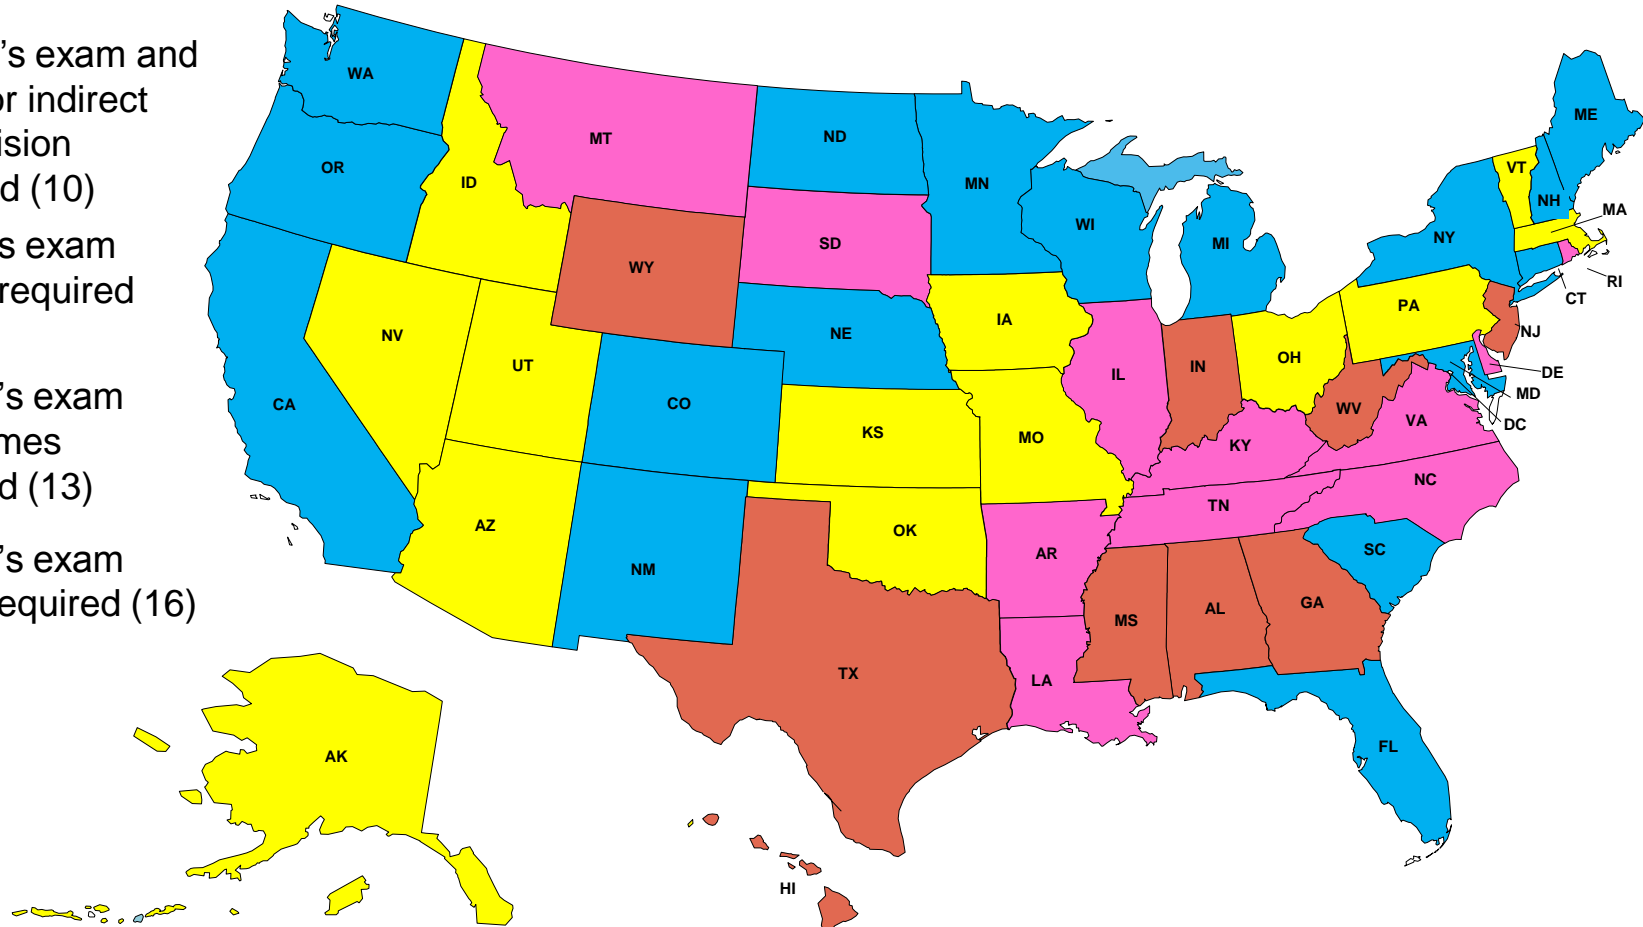 ’s exam and
or indirect
ision
d (10)
s exam
required
’s exam
mes
d (13)
’s exam
equired (16)
WA
OR
CA
ID
NV
MT
WY
UT
AZ
CO
NM
ND
SD
NE
KS
OK
TX
MN
IA
MO
AR
LA
WI
IL
MI
IN
OH
KY
TN
MS
AL
GA
FL
SC
NC
VA
WV
PA
NY
VT
NH
ME
MA
RI
CT
NJ
DE
MD
DC
AK
HI